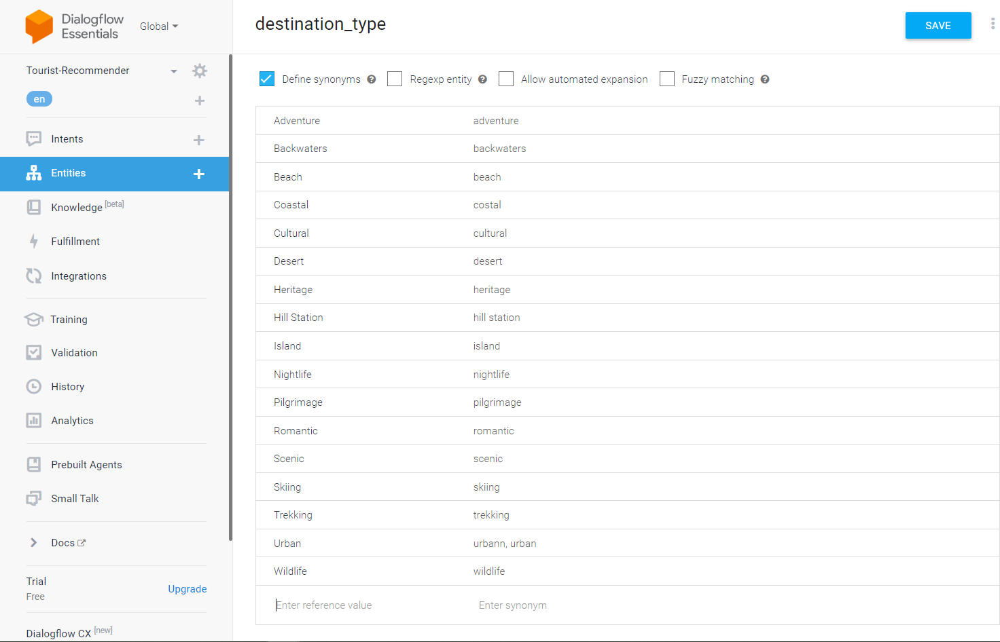 Dialogflow
Essentials
Global
destination_type
SAVE
Tourist-Recommender
en
Define synonyms
Regexp entity
Allow automated expansion
Fuzzy matching
Intents
Entities
Knowledge [beta]
Fulfillment
Integrations
Training
Validation
History
Analytics
Prebuilt Agents
Small Talk
Docs
Trial
Free
Upgrade
Dialogflow CX [new]
Adventure adventure
Backwaters backwaters
Beach beach
Coastal costal
Cultural cultural
Desert desert
Heritage heritage
Hill Station hill station
Island island
Nightlife nightlife
Pilgrimage pilgrimage
Romantic romantic
Scenic scenic
Skiing skiing
Trekking trekking
Urban urbann, urban
Wildlife wildlife
Enter reference value Enter synonym